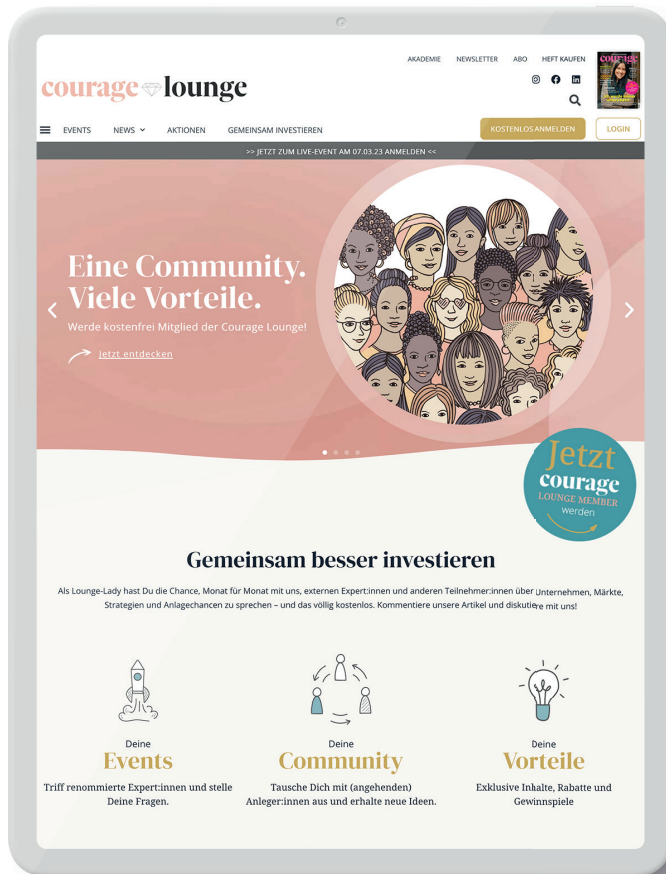 AKADEMIE NEWSLETTER ABO HEFT KAUFEN
courage
courage lounge
EVENTS NEWS AKTIONEN GEMEINSAM INVESTIEREN KOSTENLOS ANMELDEN LOGIN
>> JETZT ZUM LIVE-EVENT AM 07.03.23 ANMELDEN <<
Eine Community.
Viele Vorteile.
Werde kostenfrei Mitglied der Courage Lounge!
Jetzt entdecken
Jetzt
courage
LOUNGE MEMBER
werden
Gemeinsam besser investieren
Als Lounge-Lady hast Du die Chance, Monat für Monat mit uns, externen Expert:innen und anderen Teilnehmer:innen über Unternehmen, Märkte,
Strategien und Anlagechancen zu sprechen – und das völlig kostenlos. Kommentiere unsere Artikel und diskutiere mit uns!
Deine
Events
Triff renommierte Expert:innen und stelle
Deine Fragen.
Deine
Community
Tausche Dich mit (angehenden)
Anleger:innen aus und erhalte neue Ideen.
Deine
Vorteile
Exklusive Inhalte, Rabatte und
Gewinnspiele